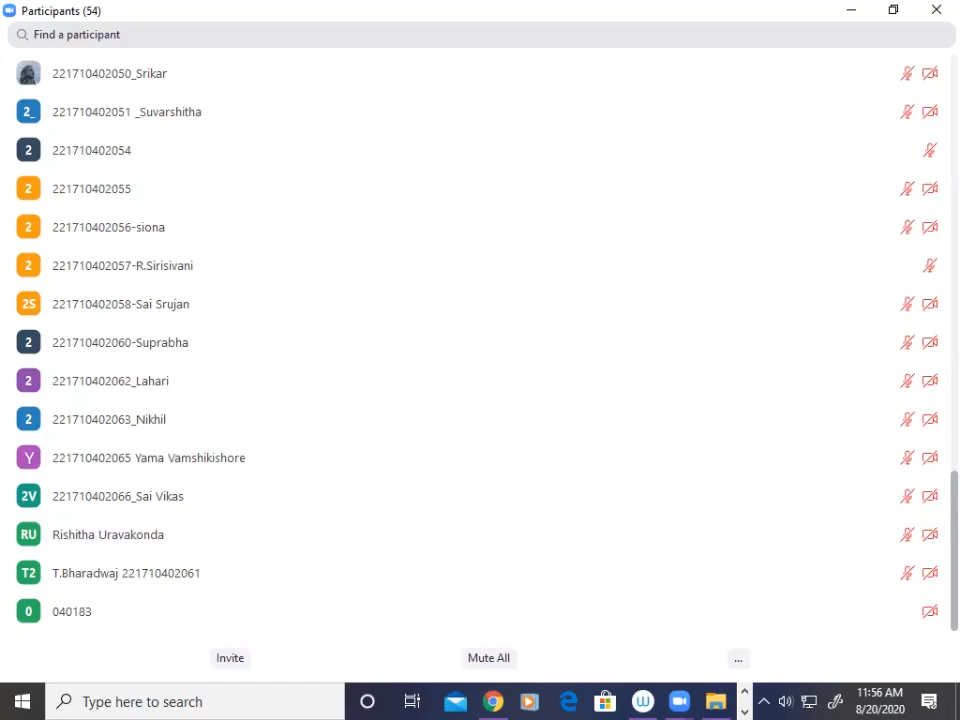 Participants (54)
Find a participant
221710402050_Srikar
2_ 221710402051 _Suvarshitha
2 221710402054
2 221710402055
2 221710402056-siona
2 221710402057-R.Sirisivani
2S 221710402058-Sai Srujan
2 221710402060-Suprabha
2 221710402062_Lahari
2 221710402063_Nikhil
Y 221710402065 Yama Vamshikishore
2V 221710402066_Sai Vikas
RU Rishitha Uravakonda
T2 T.Bharadwaj 221710402061
0 040183
Invite Mute All ...
Type here to search
11:56 AM
8/20/2020